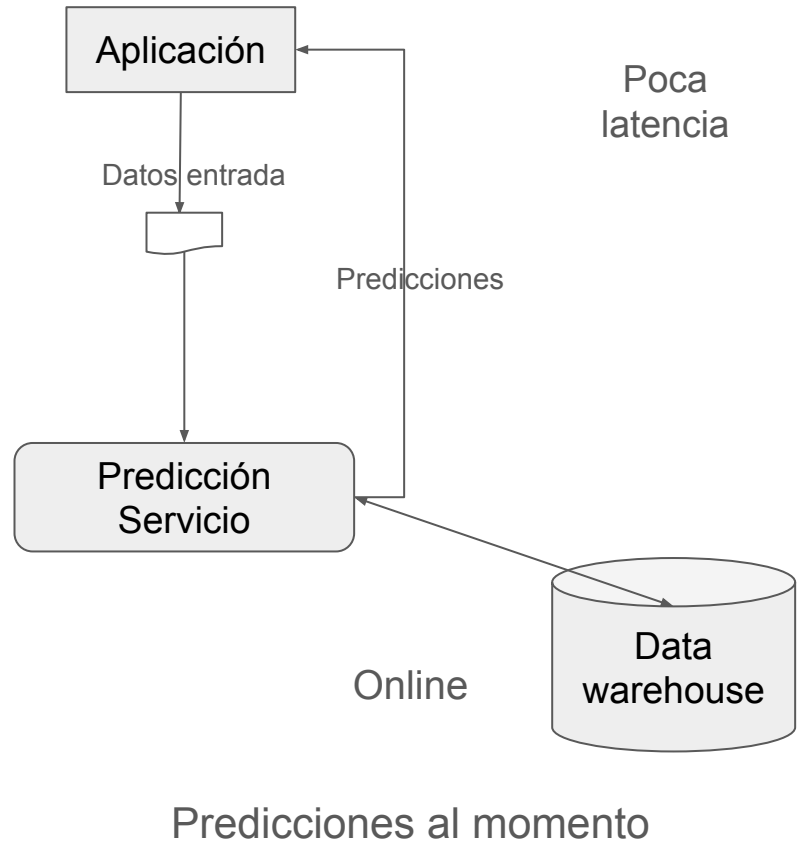 Aplicación
Poca
latencia
Datos entrada
Predicciones
Predicción
Servicio
Data
warehouse
Online
Predicciones al momento